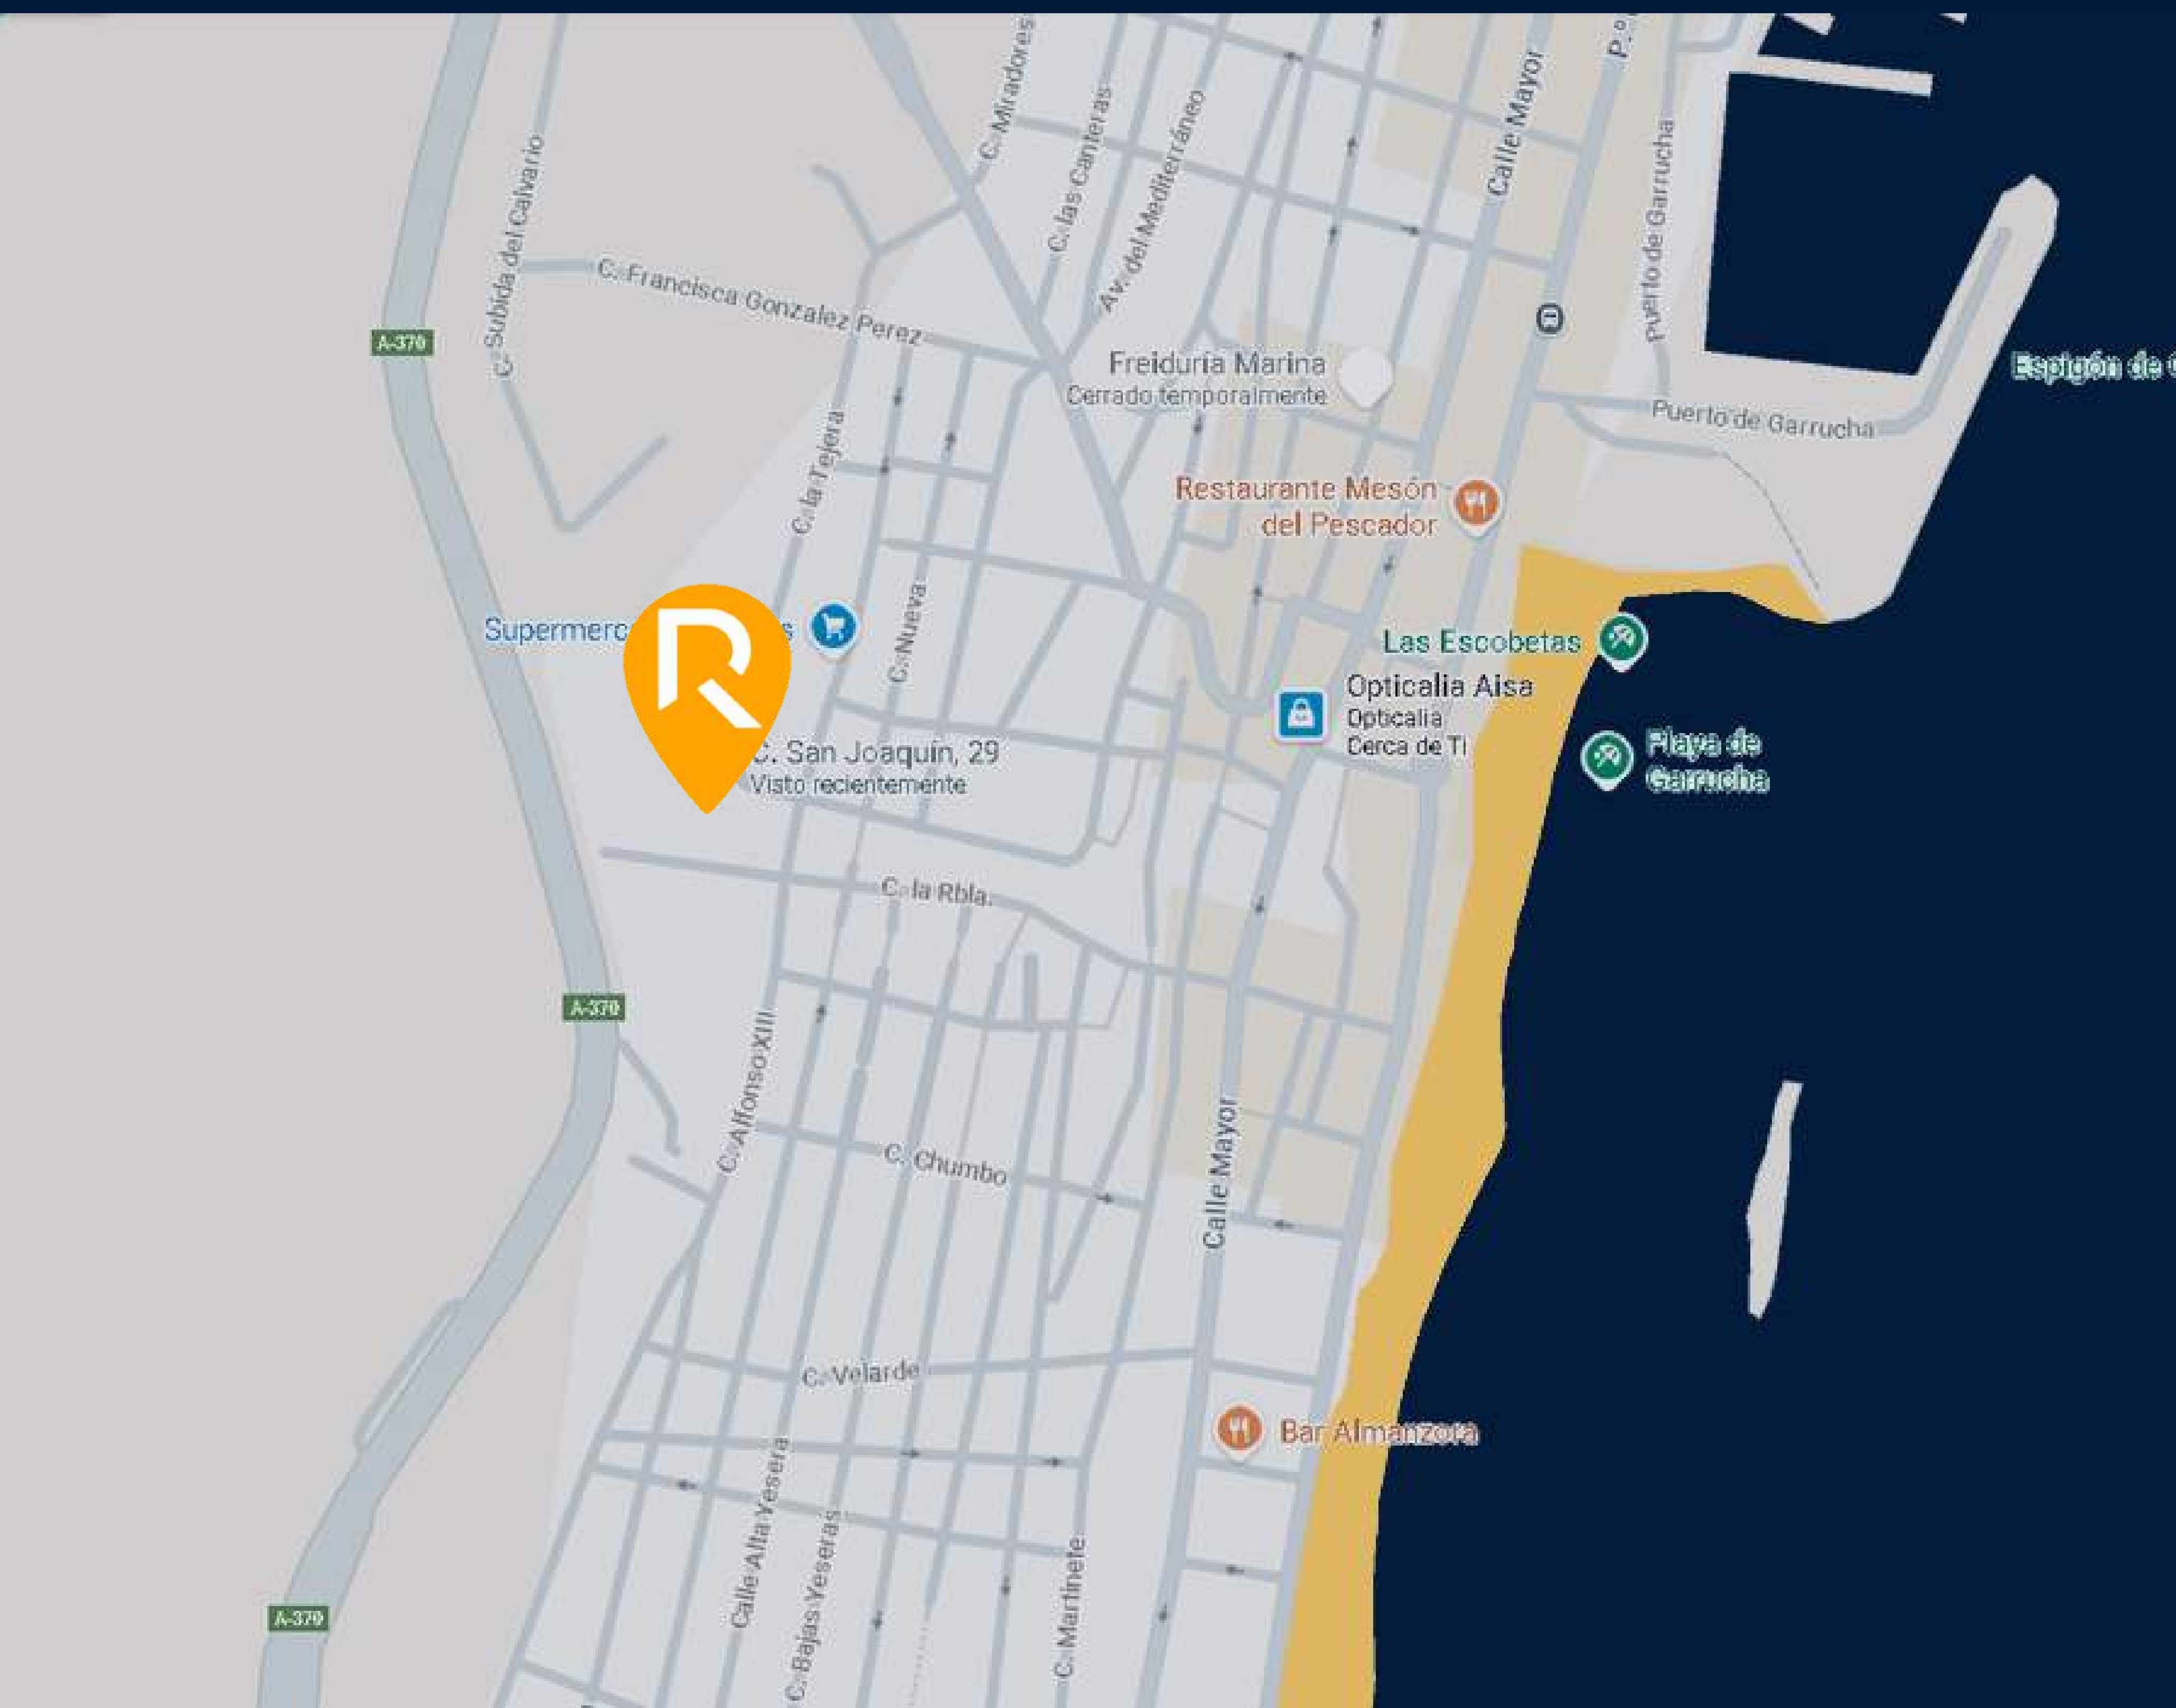 C. Miradores
Calle Mayor
P.º
C. las Canteras
Av. del Mediterráneo
Puerto de Garrucha
C. Subida del Calvario
C. Francisca Gonzalez Perez
A-370
Freiduría Marina
Cerrado temporalmente
Espigón de
Puerto de Garrucha
C. la Tejera
Restaurante Mesón
del Pescador
Supermerc
s
R
C. Nueva
Las Escobetas
Opticalia Aisa
Opticalia
Cerca de Ti
Playa de
Garrucha
C. San Joaquín, 29
Visto recientemente
C. la Rbla.
A-370
C. Alfonso XIII
C. Chumbo
Calle Mayor
C. Velarde
Bar Almanzora
Calle Alta Yesera
C. Bajas Yeseras
C. Martinete
A-370